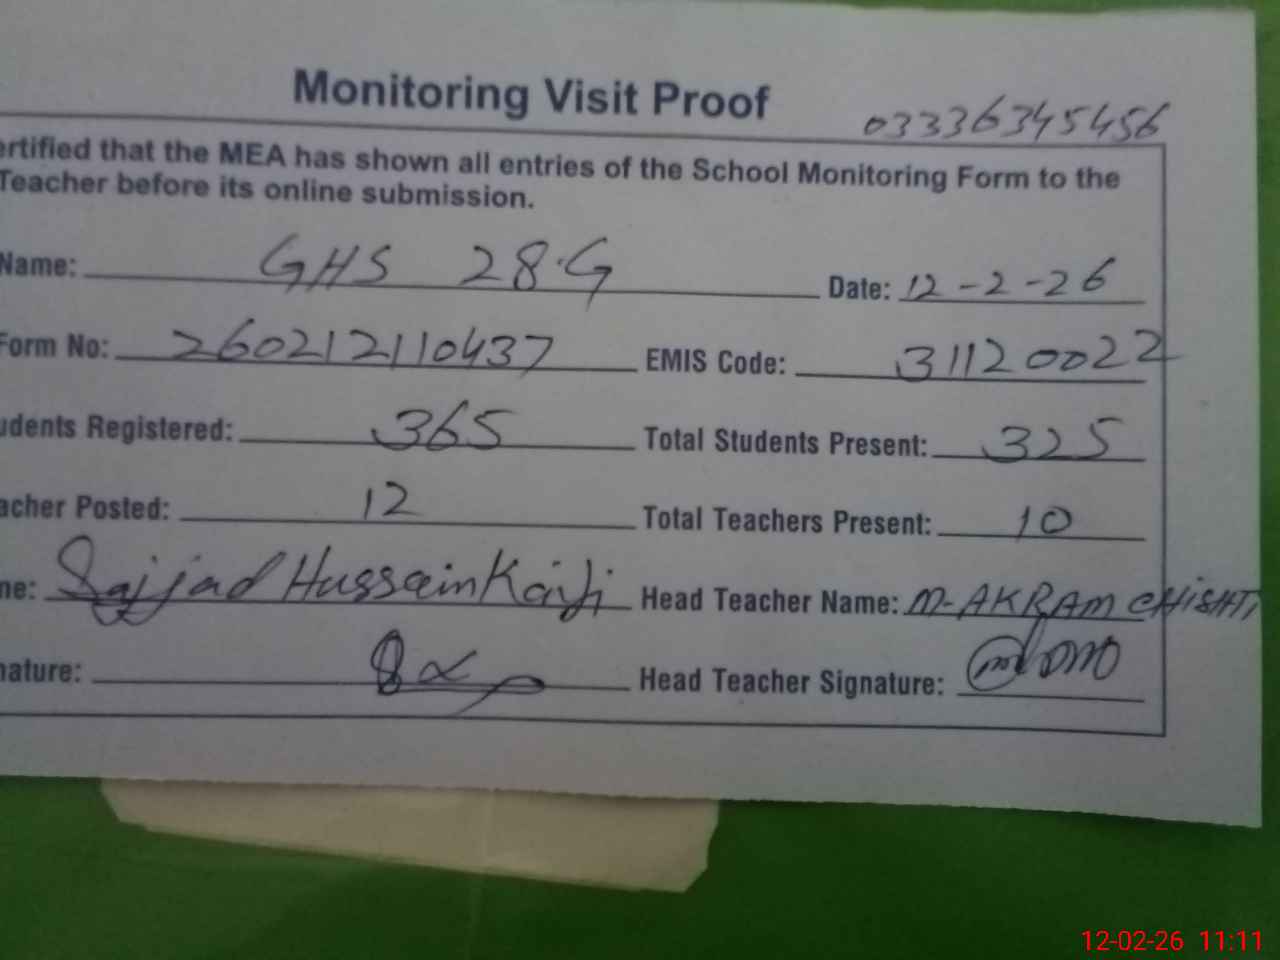 Monitoring Visit Proof
03336345456
ertified that the MEA has shown all entries of the School Monitoring Form to the
Teacher before its online submission.
Name: GHS 28.G Date: 12-2-26
Form No: 260212110437 EMIS Code: 31120022
udents Registered: 365 Total Students Present: 325
acher Posted: 12 Total Teachers Present: 10
me: Sajjad Hussain Head Teacher Name: M-AKRAM CHISHTI
nature: Head Teacher Signature:
12-02-26 11:11